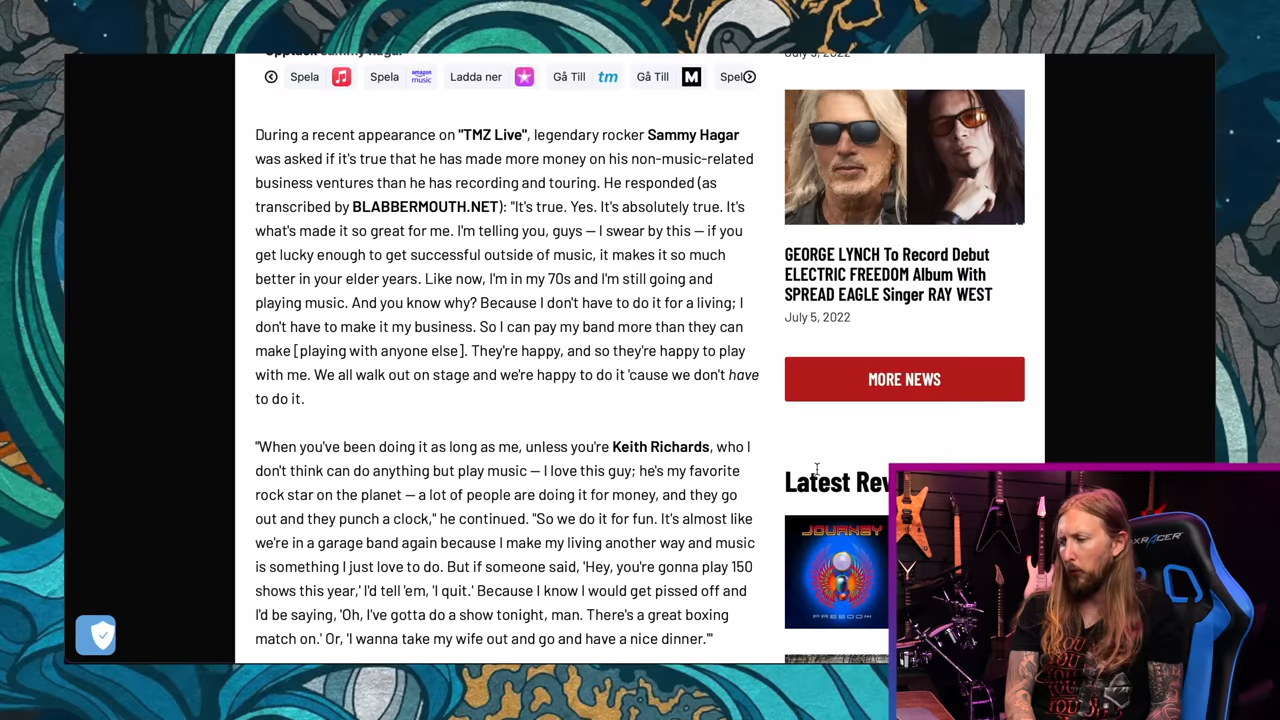 Spela
Spela amazon music
Ladda ner
Gå Till tm
Gå Till M
Spel
During a recent appearance on "TMZ Live", legendary rocker Sammy Hagar
was asked if it's true that he has made more money on his non-music-related
business ventures than he has recording and touring. He responded (as
transcribed by BLABBERMOUTH.NET): "It's true. Yes. It's absolutely true. It's
what's made it so great for me. I'm telling you, guys — I swear by this — if you
get lucky enough to get successful outside of music, it makes it so much
better in your elder years. Like now, I'm in my 70s and I'm still going and
playing music. And you know why? Because I don't have to do it for a living; I
don't have to make it my business. So I can pay my band more than they can
make [playing with anyone else]. They're happy, and so they're happy to play
with me. We all walk out on stage and we're happy to do it 'cause we don't have
to do it.
"When you've been doing it as long as me, unless you're Keith Richards, who I
don't think can do anything but play music — I love this guy; he's my favorite
rock star on the planet — a lot of people are doing it for money, and they go
out and they punch a clock," he continued. "So we do it for fun. It's almost like
we're in a garage band again because I make my living another way and music
is something I just love to do. But if someone said, 'Hey, you're gonna play 150
shows this year,' I'd tell 'em, 'I quit.' Because I know I would get pissed off and
I'd be saying, 'Oh, I've gotta do a show tonight, man. There's a great boxing
match on.' Or, 'I wanna take my wife out and go and have a nice dinner.'"
July 5, 2022
GEORGE LYNCH To Record Debut
ELECTRIC FREEDOM Album With
SPREAD EAGLE Singer RAY WEST
July 5, 2022
MORE NEWS
Latest Rev
JOURNEY
FREEDOM
XRACER
YOU
YOU
YOU
YOU